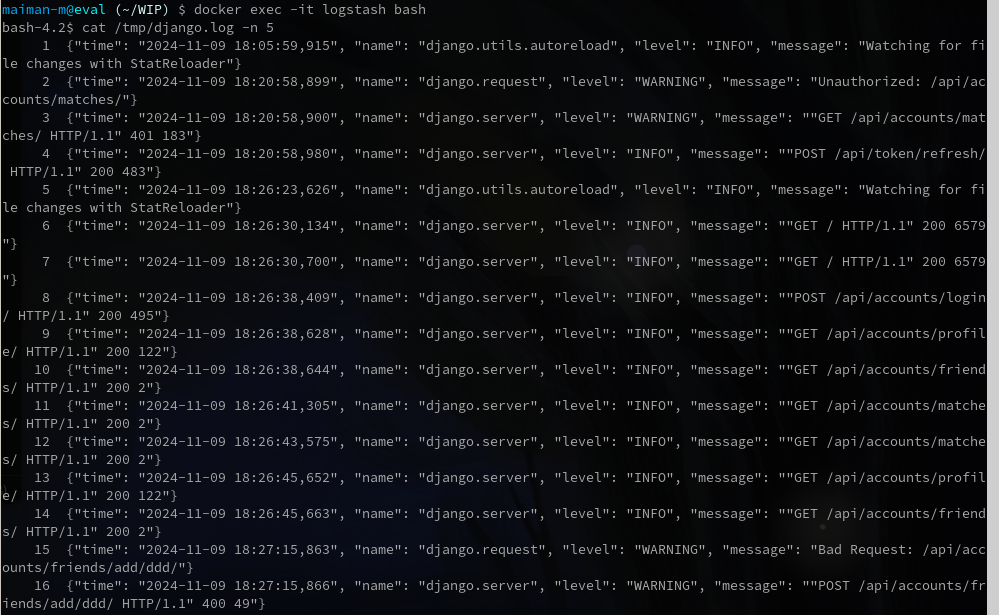 maiman-m@eval (~/WIP) $ docker exec -it logstash bash
bash-4.2$ cat /tmp/django.log -n 5
     1  {"time": "2024-11-09 18:05:59,915", "name": "django.utils.autoreload", "level": "INFO", "message": "Watching for fi
le changes with StatReloader"}
     2  {"time": "2024-11-09 18:20:58,899", "name": "django.request", "level": "WARNING", "message": "Unauthorized: /api/ac
counts/matches/"}
     3  {"time": "2024-11-09 18:20:58,900", "name": "django.server", "level": "WARNING", "message": ""GET /api/accounts/mat
ches/ HTTP/1.1" 401 183"}
     4  {"time": "2024-11-09 18:20:58,980", "name": "django.server", "level": "INFO", "message": ""POST /api/token/refresh/
 HTTP/1.1" 200 483"}
     5  {"time": "2024-11-09 18:26:23,626", "name": "django.utils.autoreload", "level": "INFO", "message": "Watching for fi
le changes with StatReloader"}
     6  {"time": "2024-11-09 18:26:30,134", "name": "django.server", "level": "INFO", "message": ""GET / HTTP/1.1" 200 6579
"}
     7  {"time": "2024-11-09 18:26:30,700", "name": "django.server", "level": "INFO", "message": ""GET / HTTP/1.1" 200 6579
"}
     8  {"time": "2024-11-09 18:26:38,409", "name": "django.server", "level": "INFO", "message": ""POST /api/accounts/login
/ HTTP/1.1" 200 495"}
     9  {"time": "2024-11-09 18:26:38,628", "name": "django.server", "level": "INFO", "message": ""GET /api/accounts/profil
e/ HTTP/1.1" 200 122"}
    10  {"time": "2024-11-09 18:26:38,644", "name": "django.server", "level": "INFO", "message": ""GET /api/accounts/friend
s/ HTTP/1.1" 200 2"}
    11  {"time": "2024-11-09 18:26:41,305", "name": "django.server", "level": "INFO", "message": ""GET /api/accounts/matche
s/ HTTP/1.1" 200 2"}
    12  {"time": "2024-11-09 18:26:43,575", "name": "django.server", "level": "INFO", "message": ""GET /api/accounts/matche
s/ HTTP/1.1" 200 2"}
    13  {"time": "2024-11-09 18:26:45,652", "name": "django.server", "level": "INFO", "message": ""GET /api/accounts/profil
e/ HTTP/1.1" 200 122"}
    14  {"time": "2024-11-09 18:26:45,663", "name": "django.server", "level": "INFO", "message": ""GET /api/accounts/friend
s/ HTTP/1.1" 200 2"}
    15  {"time": "2024-11-09 18:27:15,863", "name": "django.request", "level": "WARNING", "message": "Bad Request: /api/acc
ounts/friends/add/ddd/"}
    16  {"time": "2024-11-09 18:27:15,866", "name": "django.server", "level": "WARNING", "message": ""POST /api/accounts/fr
iends/add/ddd/ HTTP/1.1" 400 49"}